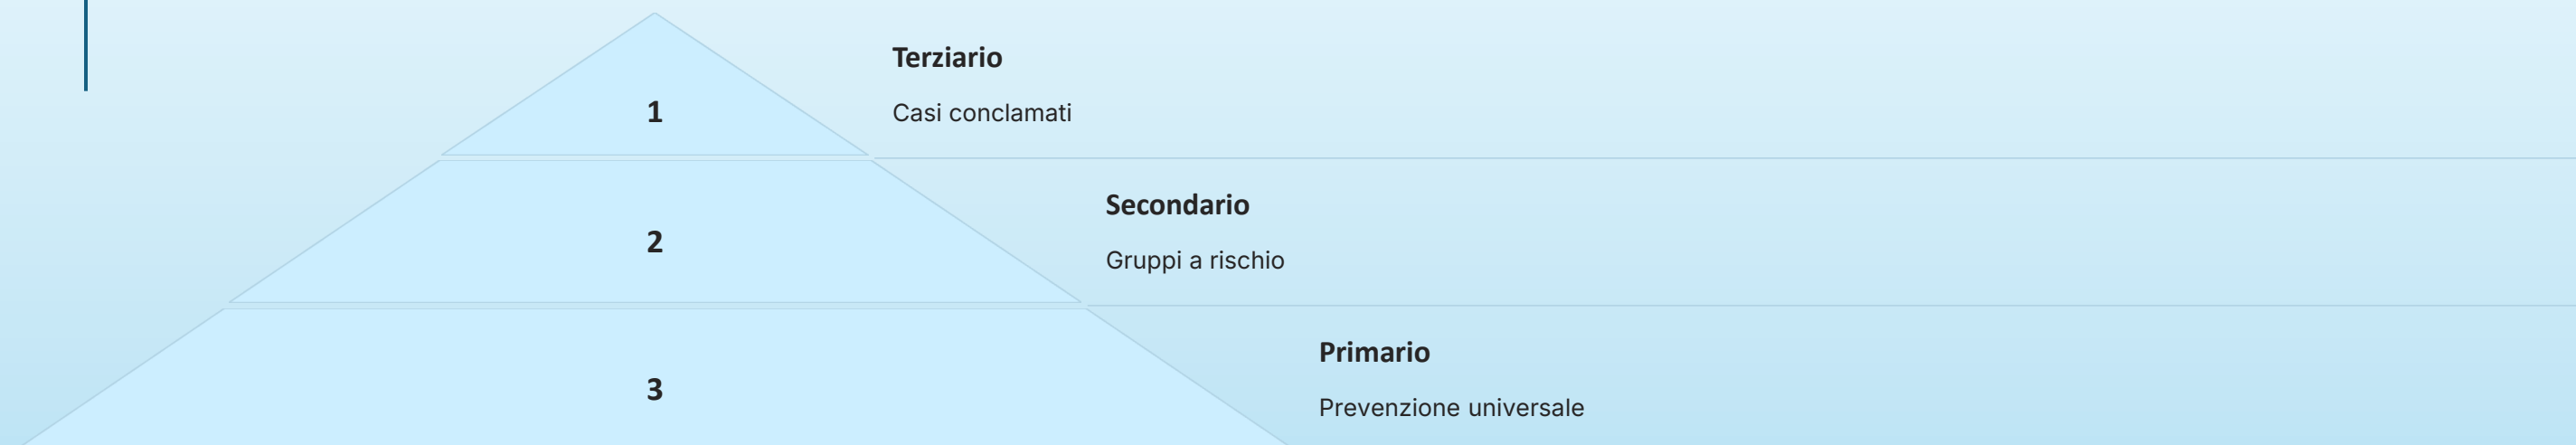 1
Terziario
Casi conclamati
2
Secondario
Gruppi a rischio
3
Primario
Prevenzione universale